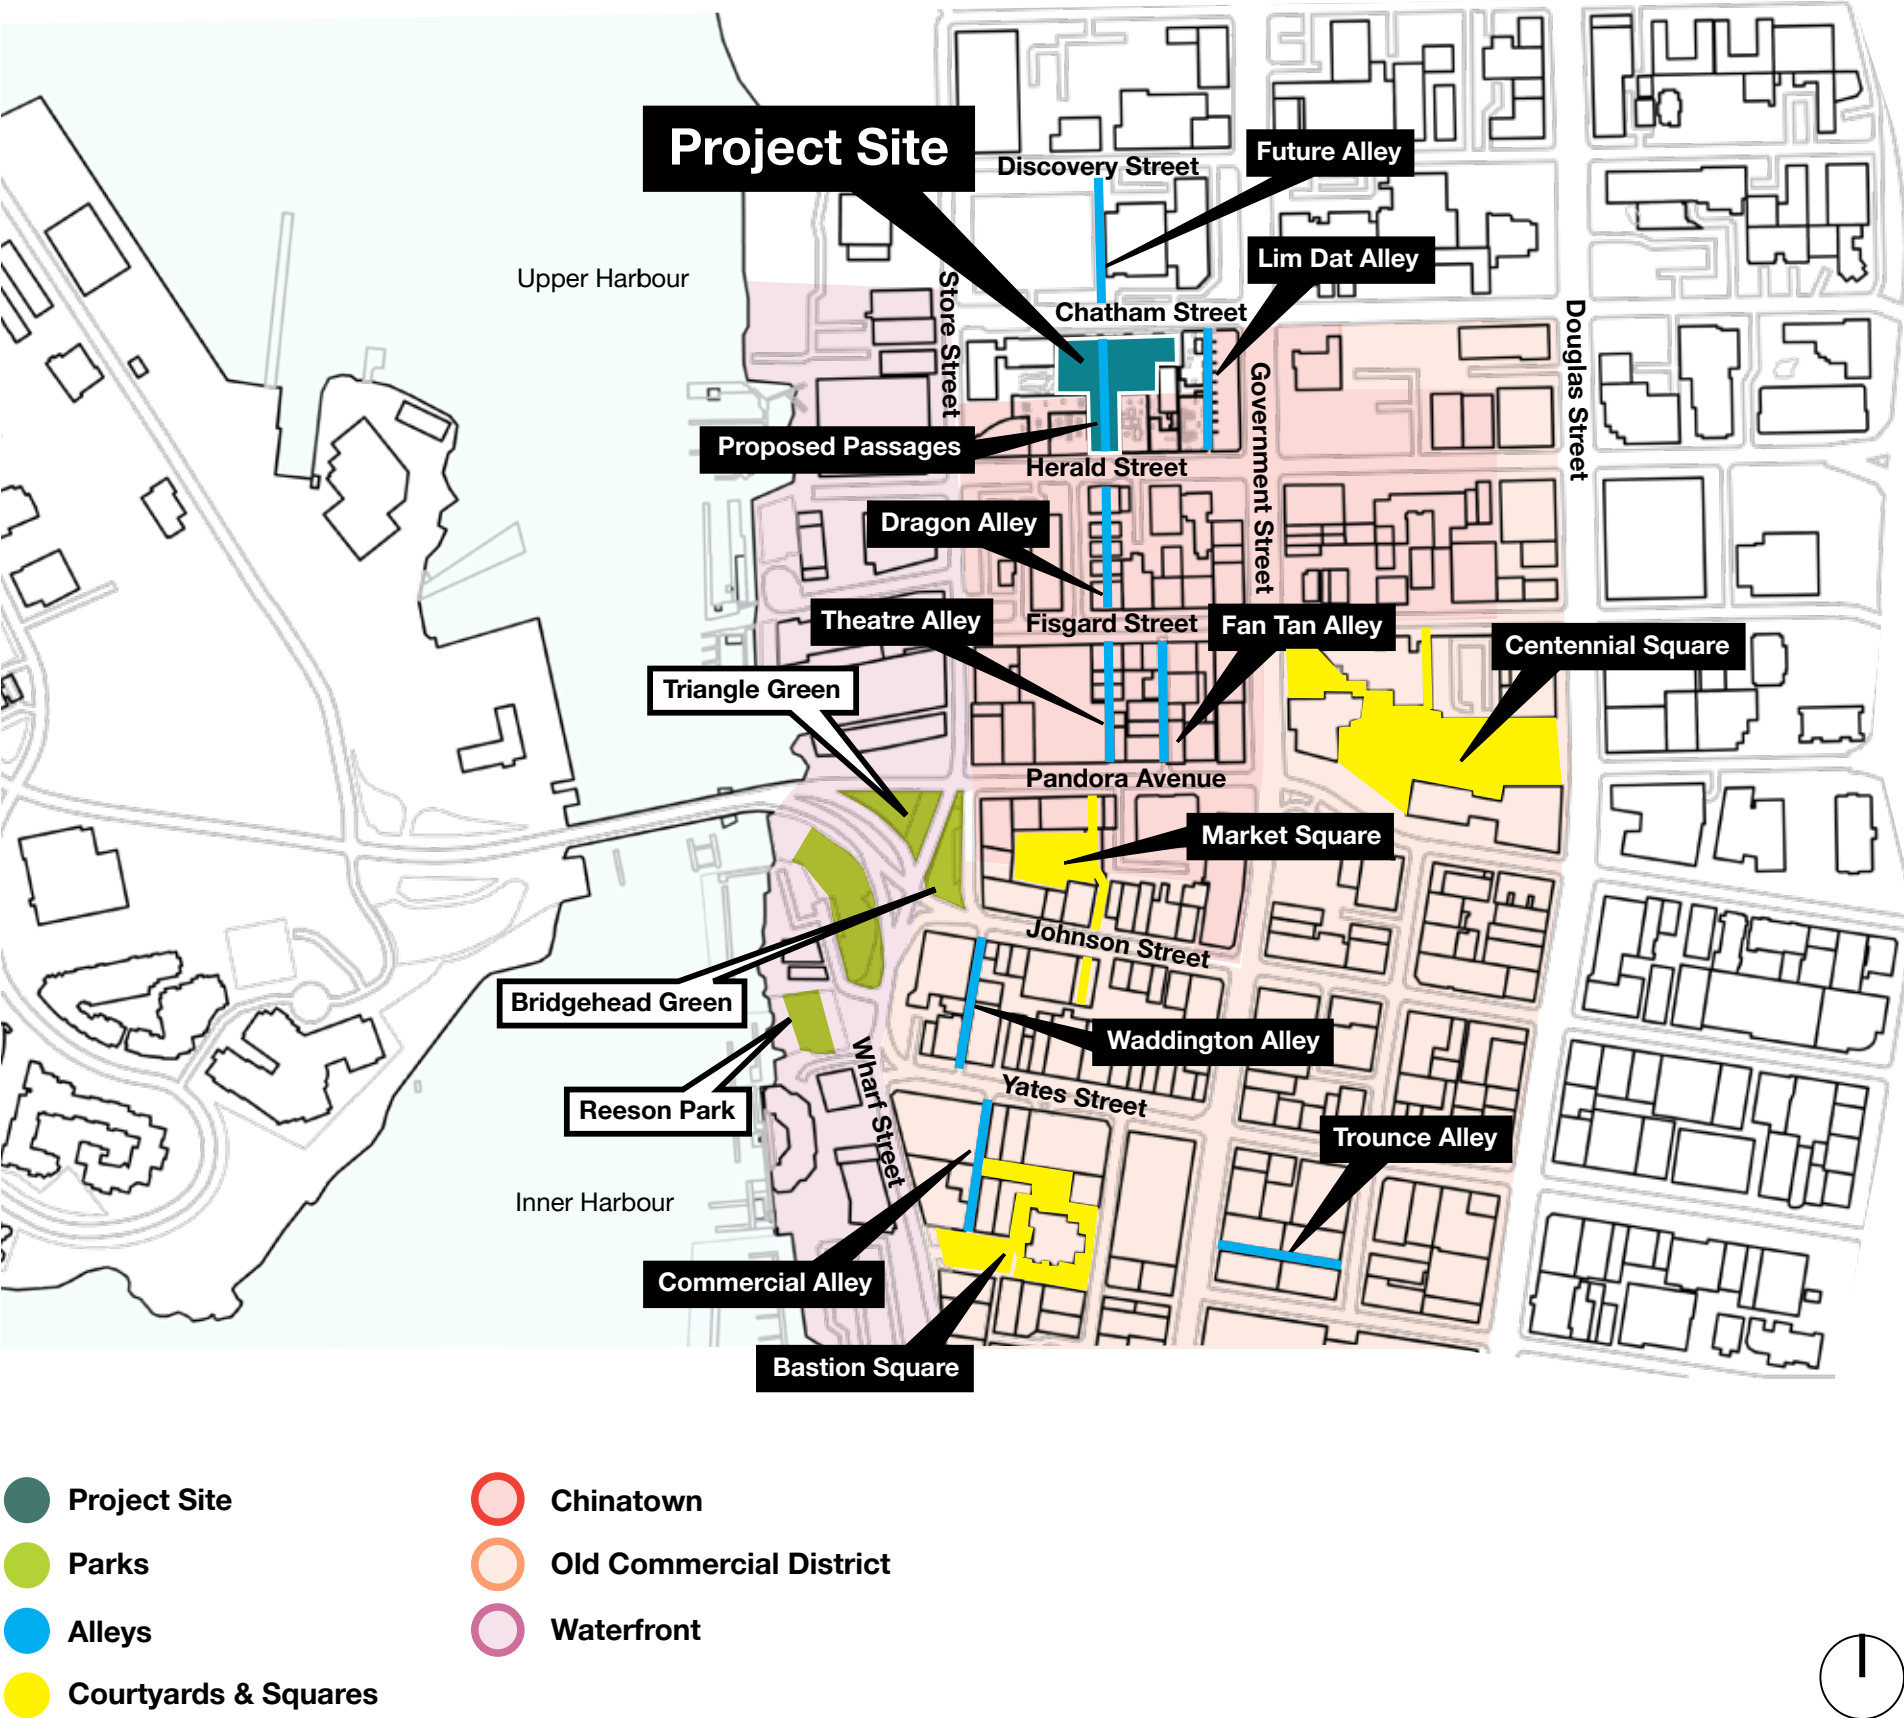 Project Site
Discovery Street
Future Alley
Upper Harbour
Lim Dat Alley
Store Street
Chatham Street
Douglas Street
Government Street
Proposed Passages
Herald Street
Dragon Alley
Theatre Alley
Fisgard Street
Fan Tan Alley
Centennial Square
Triangle Green
Pandora Avenue
Market Square
Johnson Street
Bridgehead Green
Waddington Alley
Wharf Street
Yates Street
Reeson Park
Trounce Alley
Inner Harbour
Commercial Alley
Bastion Square
Project Site
Parks
Alleys
Courtyards & Squares
Chinatown
Old Commercial District
Waterfront